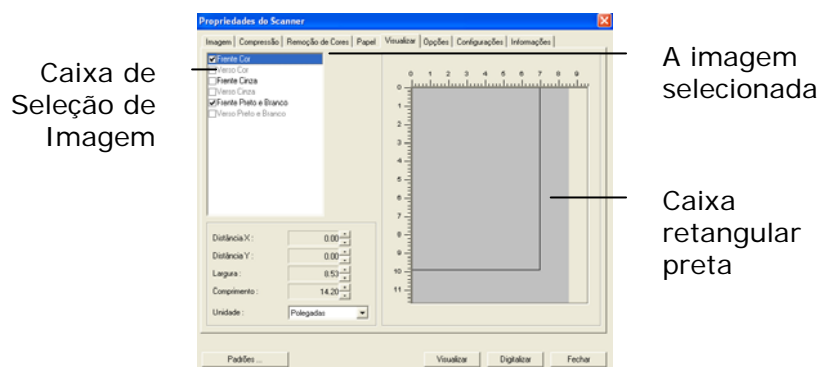 Propriedades do Scanner
Imagem | Compressão | Remoção de Cores | Papel | Visualizar | Opções | Configurações | Informações
Frente Cor
Verso Cor
Frente Cinza
Verso Cinza
Frente Preto e Branco
Verso Preto e Branco
Caixa de
Seleção de
Imagem
A imagem
selecionada
Caixa
retangular
preta
0 1 2 3 4 5 6 7 8 9
0
1
2
3
4
5
6
7
8
9
10
11
Distância X : 0.00
Distância Y : 0.00
Largura : 8.53
Comprimento : 14.20
Unidade : Polegadas
Padrões ...
Visualizar
Digitalizar
Fechar